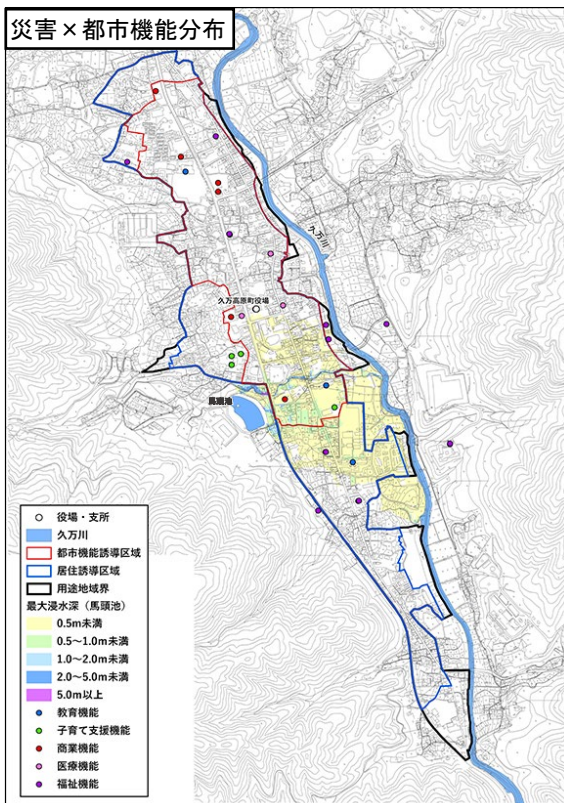 災害×都市機能分布
久万川
久万高原町役場
馬頭池
役場・支所
久万川
都市機能誘導区域
居住誘導区域
用途地域界
最大浸水深（馬頭池）
0.5m未満
0.5～1.0m未満
1.0～2.0m未満
2.0～5.0m未満
5.0m以上
教育機能
子育て支援機能
商業機能
医療機能
福祉機能